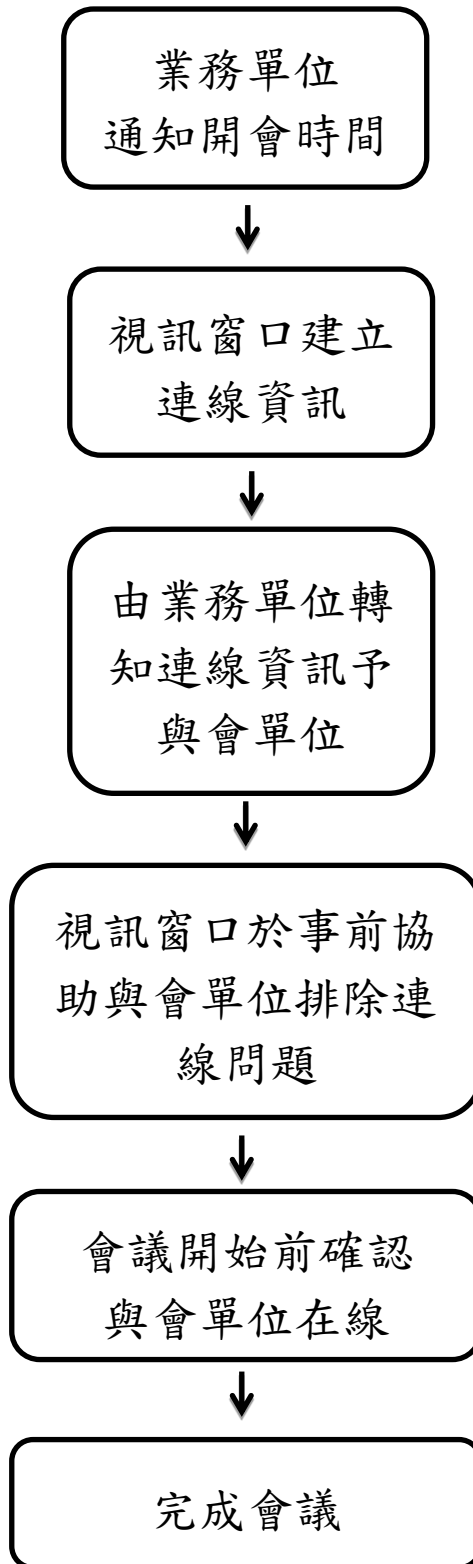 業務單位
通知開會時間
視訊窗口建立
連線資訊
由業務單位轉
知連線資訊予
與會單位
視訊窗口於事前協
助與會單位排除連
線問題
會議開始前確認
與會單位在線
完成會議